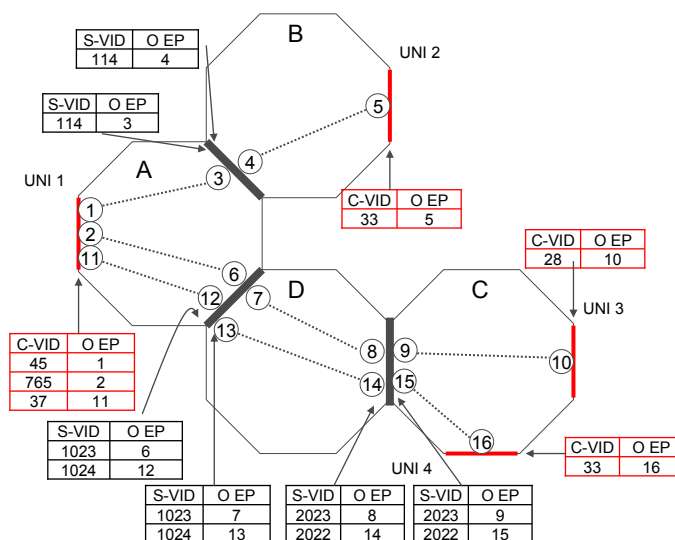 S-VID O EP
114 4
B
UNI 2
S-VID O EP
114 3
5
4
A
3
UNI 1
1
2
11
C-VID O EP
33 5
C-VID O EP
28 10
6
12
7
13
D
C
UNI 3
8
9
10
14
15
C-VID O EP
45 1
765 2
37 11
S-VID O EP
1023 6
1024 12
16
UNI 4
C-VID O EP
33 16
S-VID O EP
1023 7
1024 13
S-VID O EP
2023 8
2022 14
S-VID O EP
2023 9
2022 15